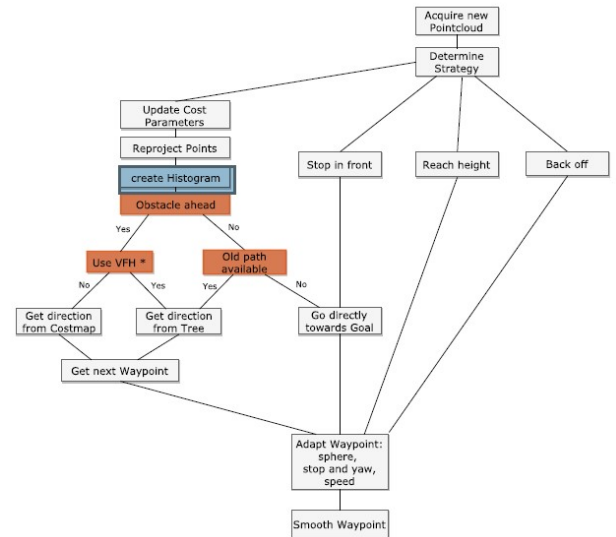 Acquire new
Pointcloud
Determine
Strategy
Update Cost
Parameters
Reproject Points
create Histogram
Stop in front
Reach height
Back off
Obstacle ahead
Yes
No
Use VFH *
Old path
available
No
Yes
Yes
No
Get direction
from Costmap
Get direction
from Tree
Go directly
towards Goal
Get next Waypoint
Adapt Waypoint:
sphere,
stop and yaw,
speed
Smooth Waypoint